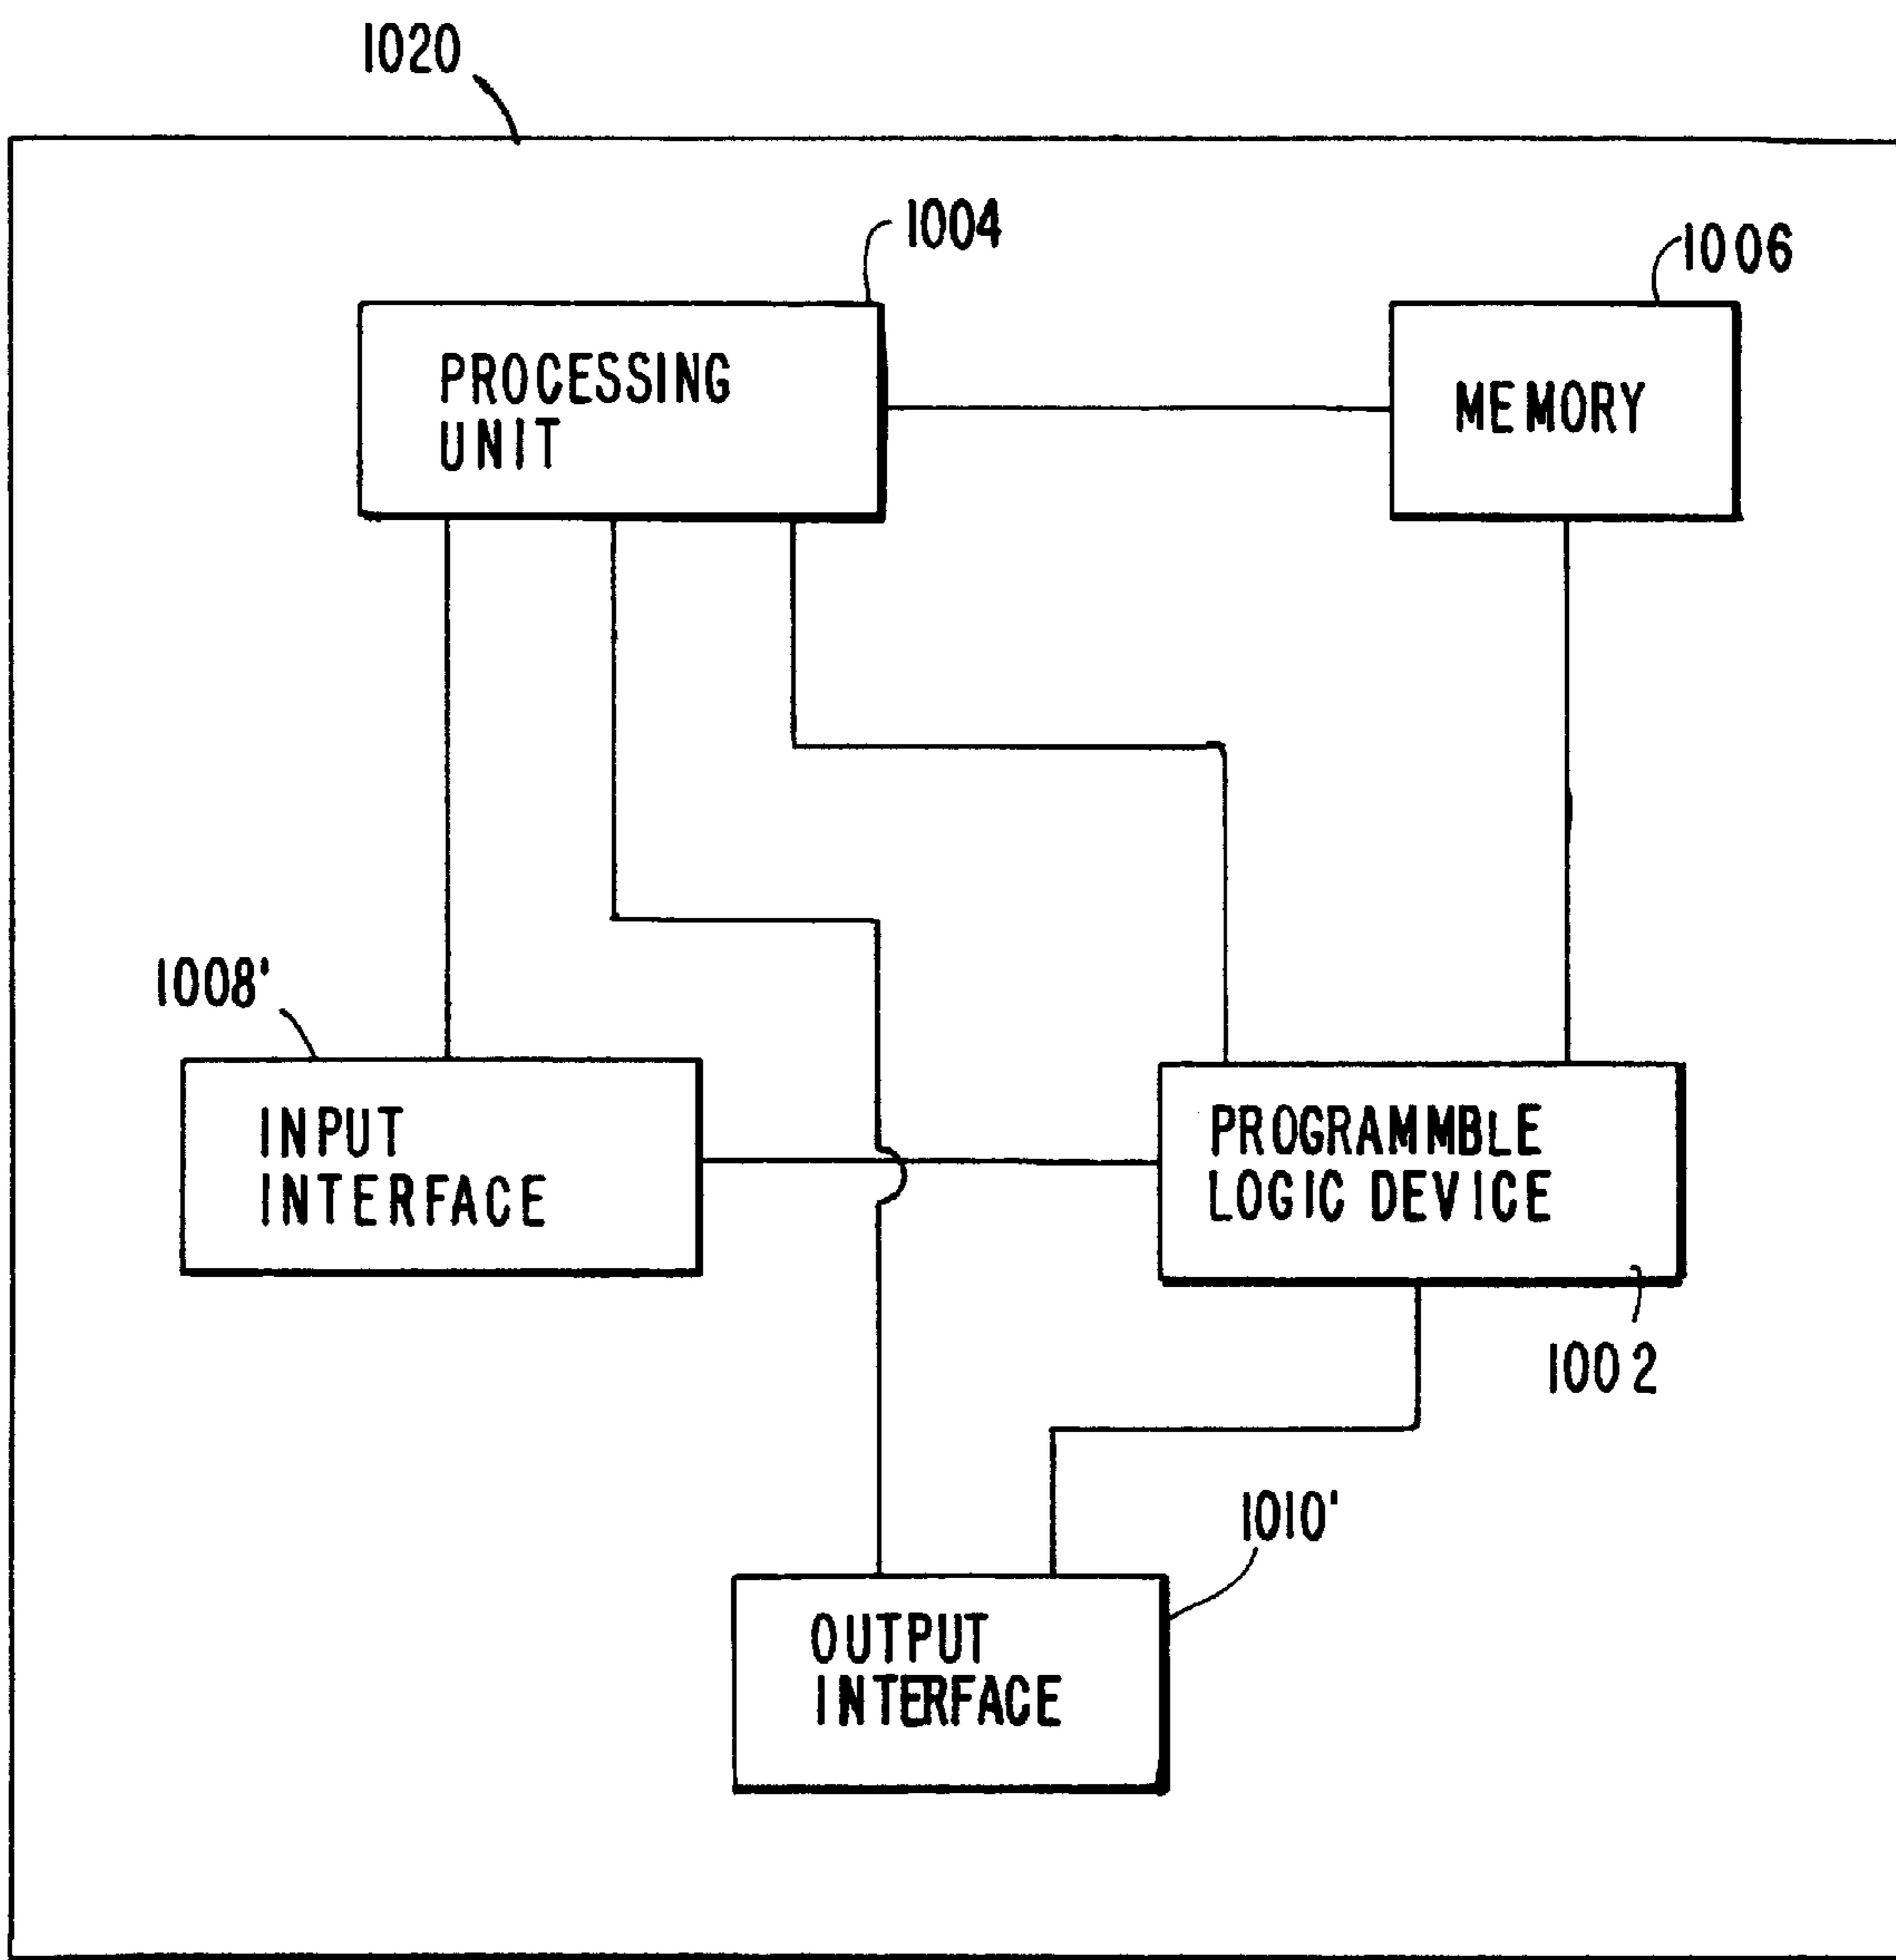 1020
1004
1006
PROCESSING
UNIT
MEMORY
1008'
INPUT
INTERFACE
PROGRAMMBLE
LOGIC DEVICE
1002
1010'
OUTPUT
INTERFACE